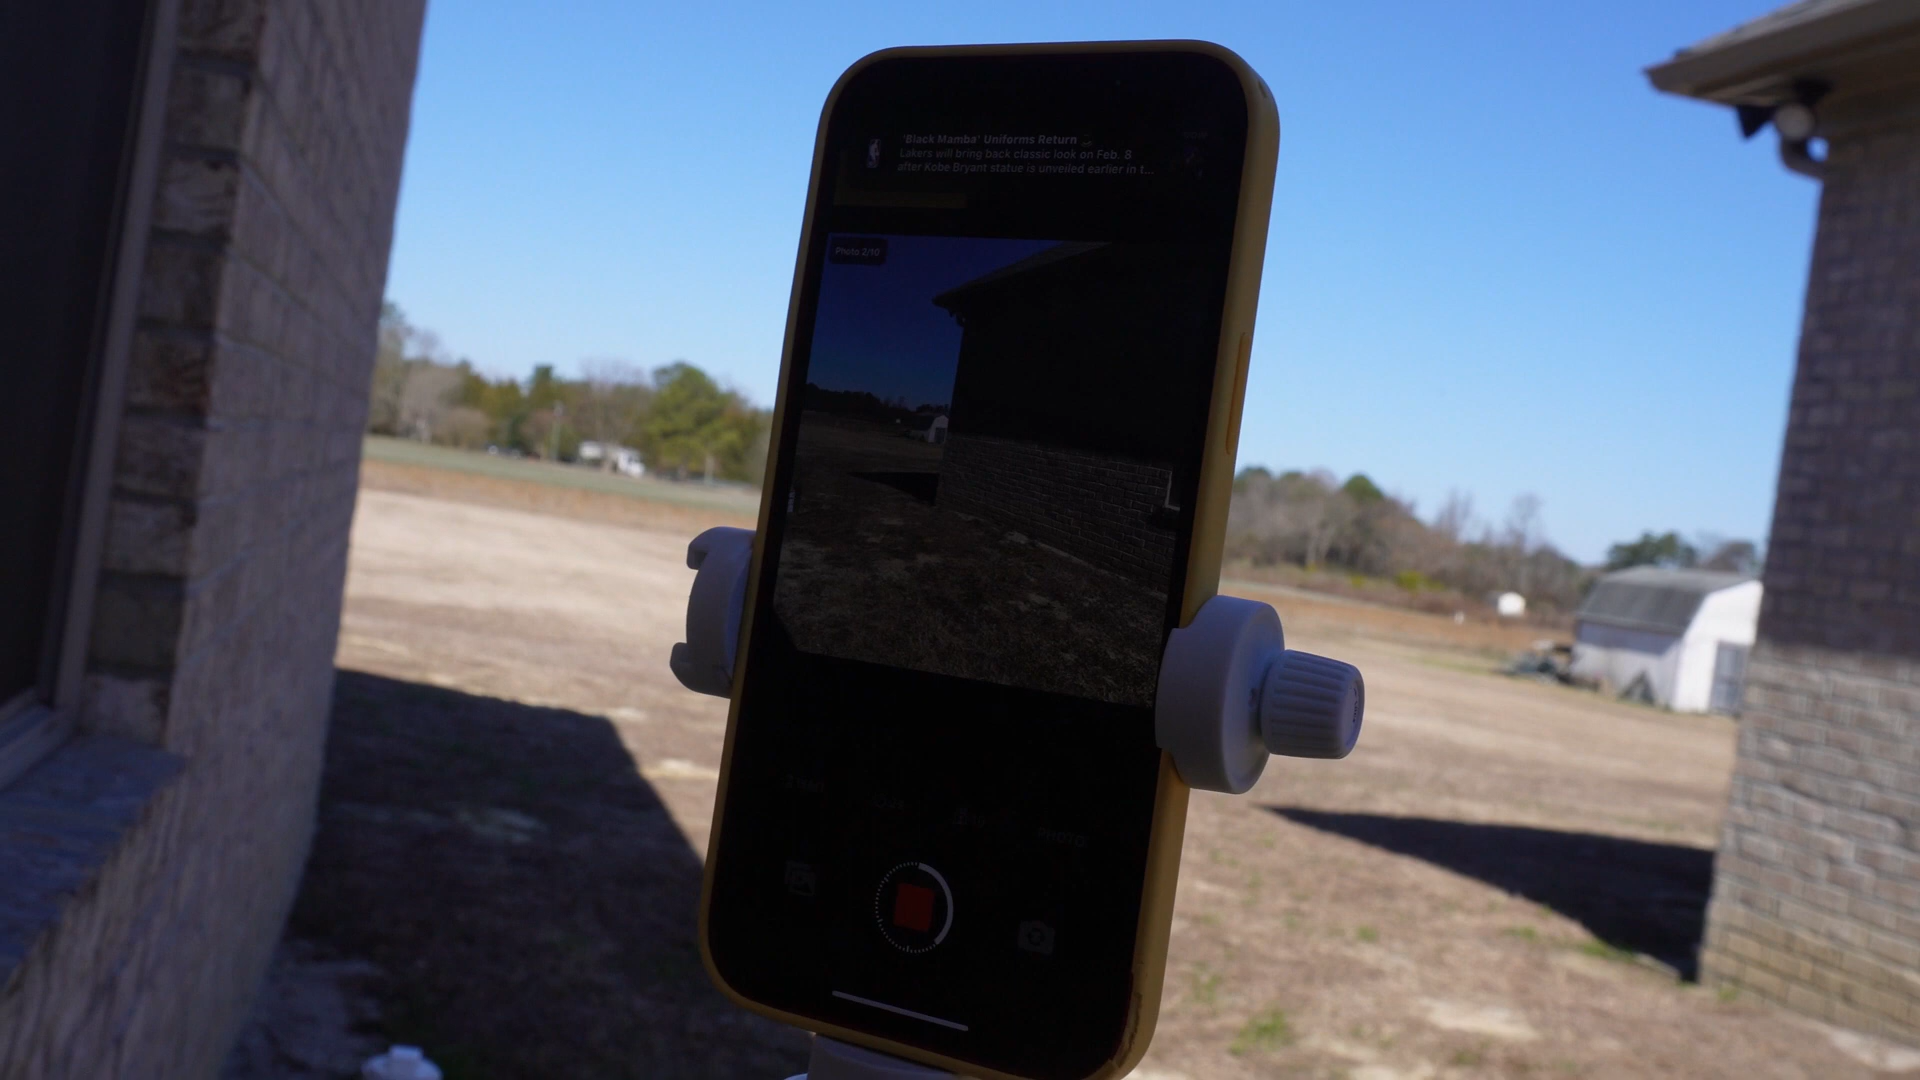 'Black Mamba' Uniforms Return
Lakers will bring back classic look on Feb. 8
after Kobe Bryant statue is unveiled earlier in t...
Photo 2/10